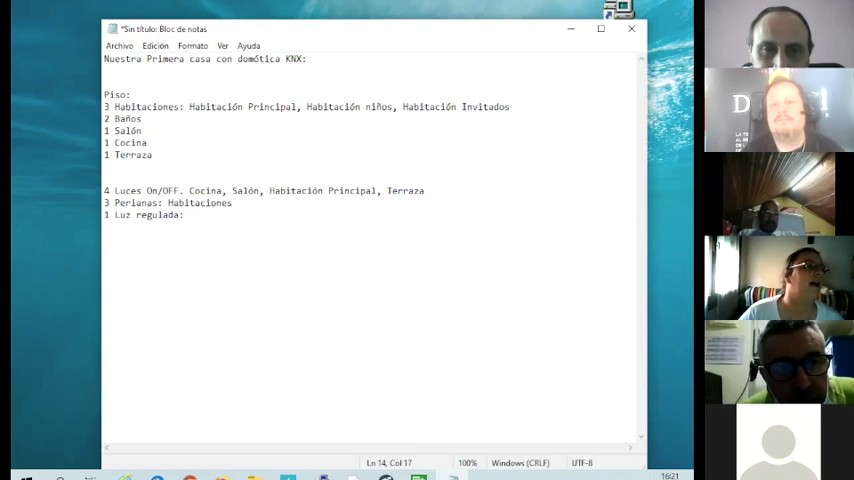 *Sin título: Bloc de notas
Archivo Edición Formato Ver Ayuda
Nuestra Primera casa con domótica KNX:
Piso:
3 Habitaciones: Habitación Principal, Habitación niños, Habitación Invitados
2 Baños
1 Salón
1 Cocina
1 Terraza
4 Luces On/OFF. Cocina, Salón, Habitación Principal, Terraza
3 Perianas: Habitaciones
1 Luz regulada:
Ln 14, Col 17 100% Windows (CRLF) UTF-8
16:21